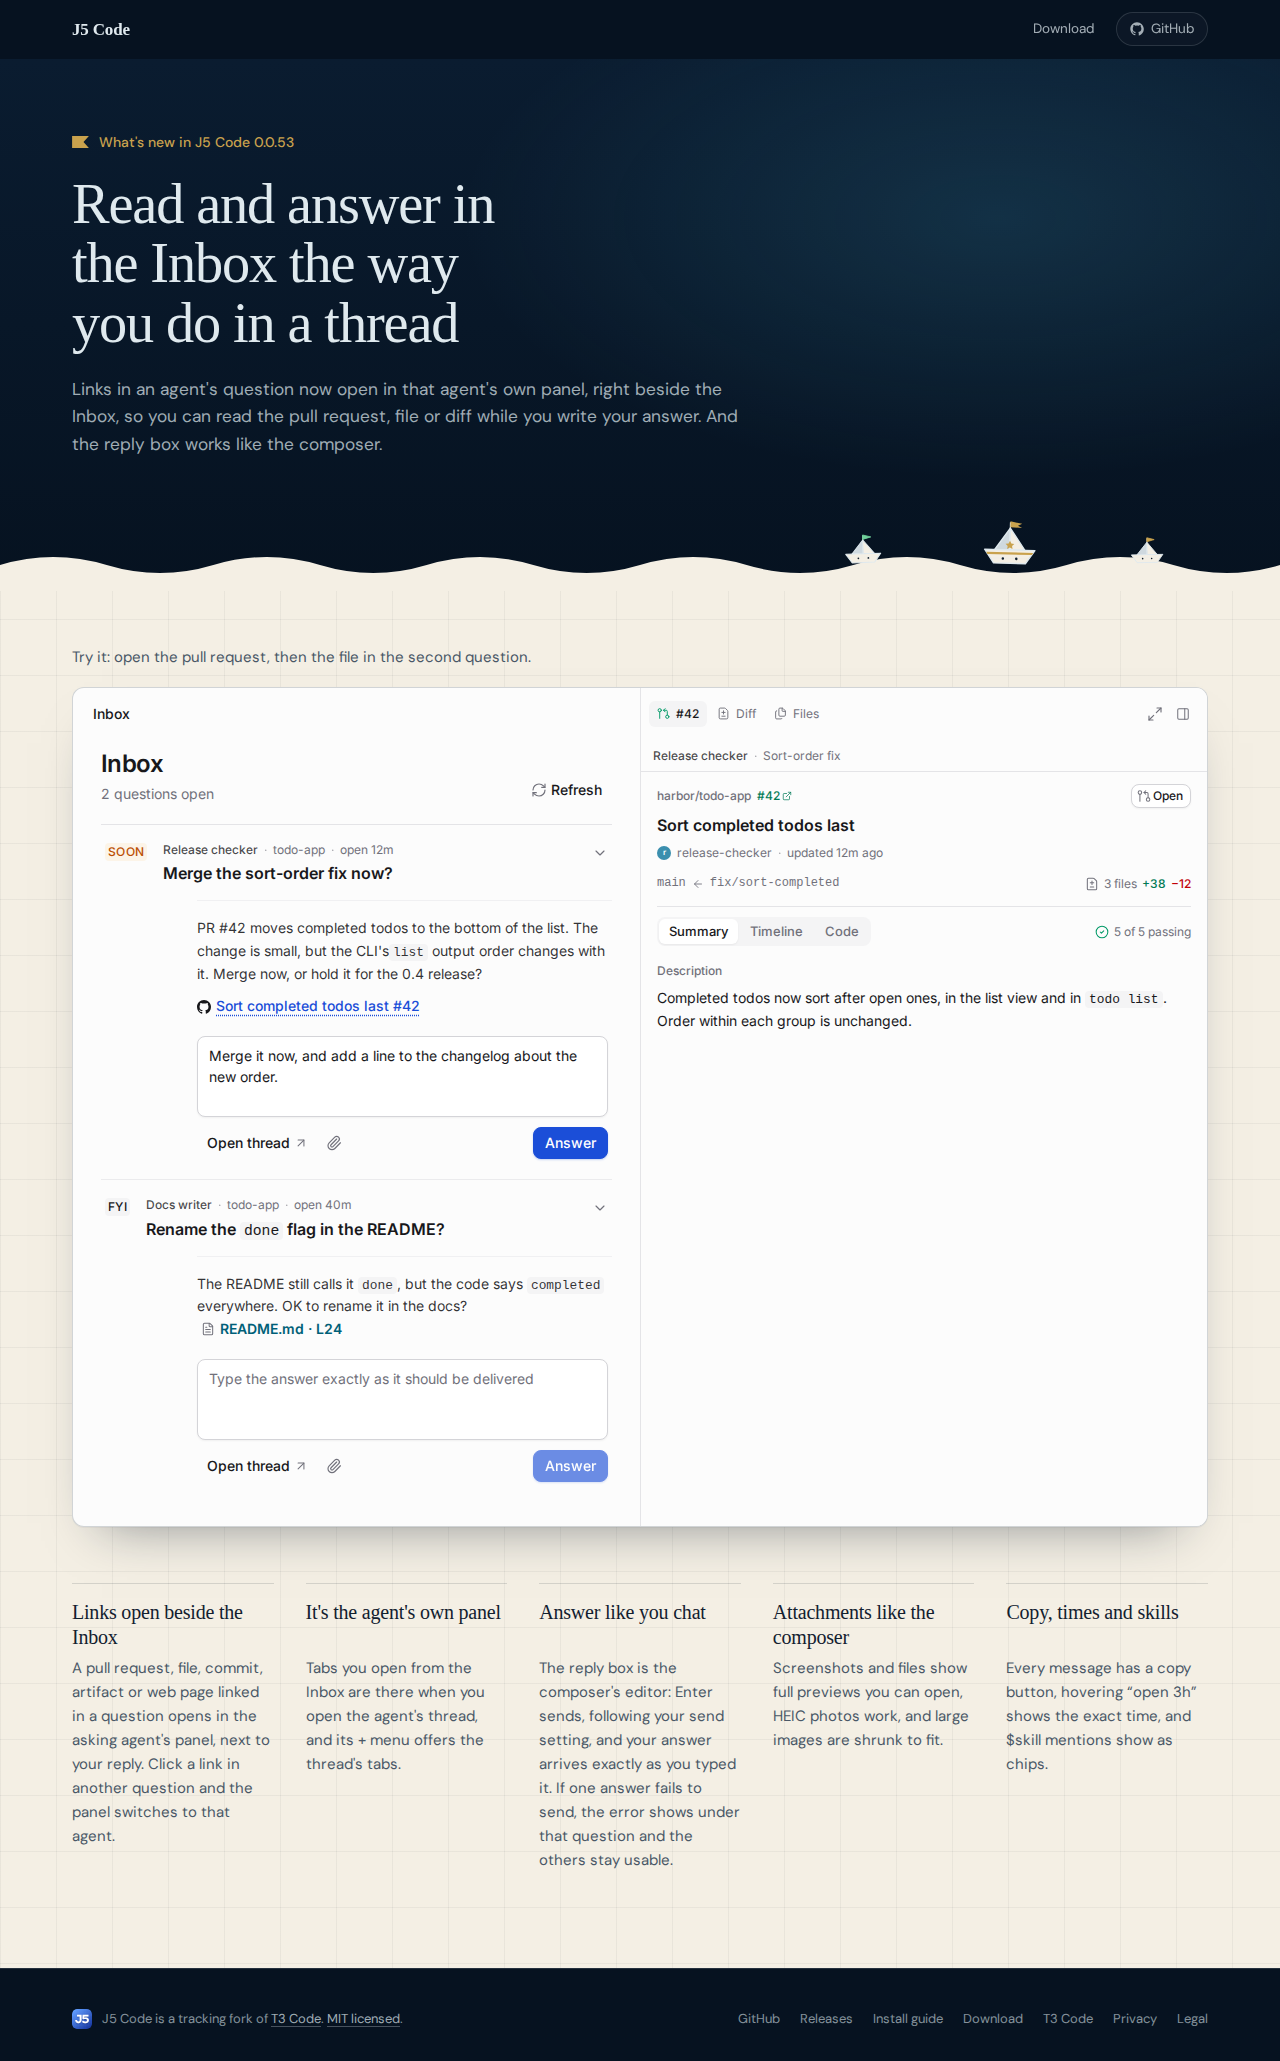 J5 Code
Download
GitHub
What's new in J5 Code 0.0.53
Read and answer in
the Inbox the way
you do in a thread
Links in an agent's question now open in that agent's own panel, right beside the
Inbox, so you can read the pull request, file or diff while you write your answer. And
the reply box works like the composer.
Try it: open the pull request, then the file in the second question.
Inbox
Inbox
2 questions open
Refresh
SOON
Release checker · todo-app · open 12m
Merge the sort-order fix now?
PR #42 moves completed todos to the bottom of the list. The
change is small, but the CLI's list output order changes with
it. Merge now, or hold it for the 0.4 release?
Sort completed todos last #42
Merge it now, and add a line to the changelog about the
new order.
Open thread
Answer
FYI
Docs writer · todo-app · open 40m
Rename the done flag in the README?
The README still calls it done, but the code says completed
everywhere. OK to rename it in the docs?
README.md · L24
Type the answer exactly as it should be delivered
Open thread
Answer
#42
Diff
Files
Release checker · Sort-order fix
harbor/todo-app #42
Open
Sort completed todos last
r
release-checker · updated 12m ago
main ← fix/sort-completed
3 files +38 −12
Summary
Timeline
Code
5 of 5 passing
Description
Completed todos now sort after open ones, in the list view and in todo list.
Order within each group is unchanged.
Links open beside the
Inbox
A pull request, file, commit,
artifact or web page linked
in a question opens in the
asking agent's panel, next to
your reply. Click a link in
another question and the
panel switches to that
agent.
It's the agent's own panel
Tabs you open from the
Inbox are there when you
open the agent's thread,
and its + menu offers the
thread's tabs.
Answer like you chat
The reply box is the
composer's editor: Enter
sends, following your send
setting, and your answer
arrives exactly as you typed
it. If one answer fails to
send, the error shows under
that question and the
others stay usable.
Attachments like the
composer
Screenshots and files show
full previews you can open,
HEIC photos work, and large
images are shrunk to fit.
Copy, times and skills
Every message has a copy
button, hovering “open 3h”
shows the exact time, and
$skill mentions show as
chips.
J5
J5 Code is a tracking fork of T3 Code. MIT licensed.
GitHub
Releases
Install guide
Download
T3 Code
Privacy
Legal